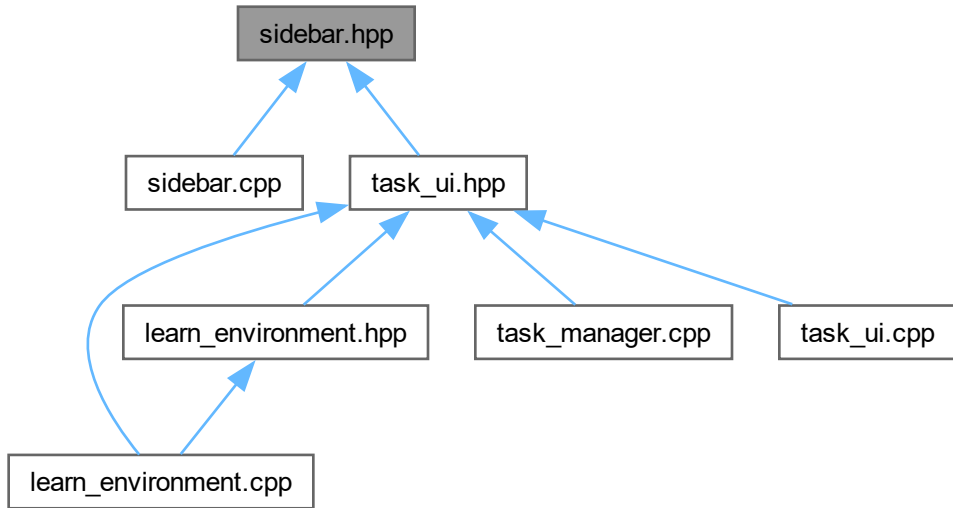 sidebar.hpp
sidebar.cpp
task_ui.hpp
learn_environment.hpp
task_manager.cpp
task_ui.cpp
learn_environment.cpp